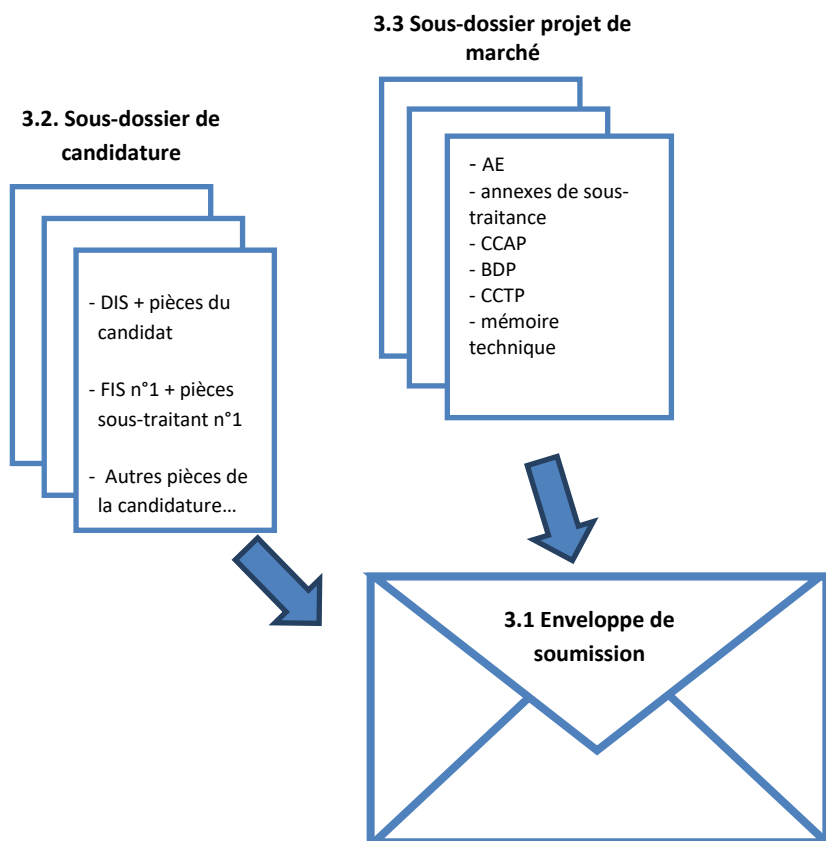 3.3 Sous-dossier projet de
marché
3.2. Sous-dossier de
candidature
- AE
- annexes de sous-
traitance
- CCAP
- BDP
- CCTP
- mémoire
technique
- DIS + pièces du
candidat
- FIS n°1 + pièces
sous-traitant n°1
- Autres pièces de
la candidature…
3.1 Enveloppe de
soumission